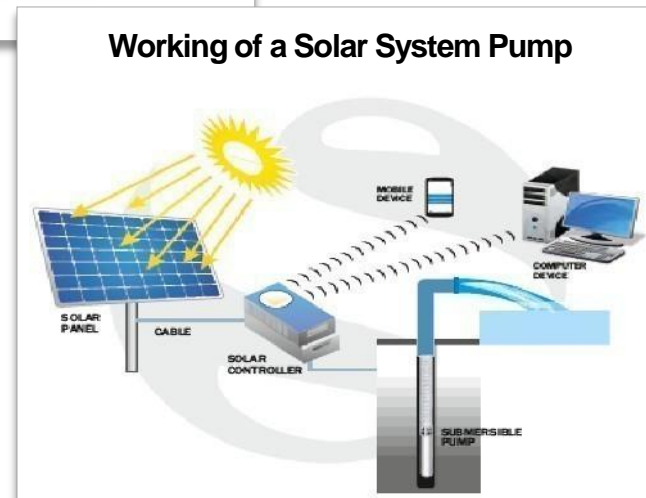 Working of a Solar System Pump
MOBILE
DEVICE
COMPUTER
DEVICE
SOLAR
PANEL
CABLE
SOLAR
CONTROLLER
SUBMERSIBLE
PUMP